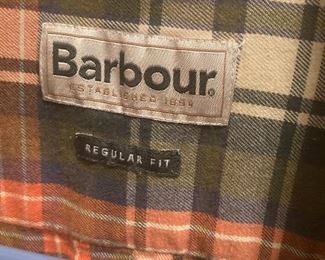 Barbour®
ESTABLISHED 1894
REGULAR FIT